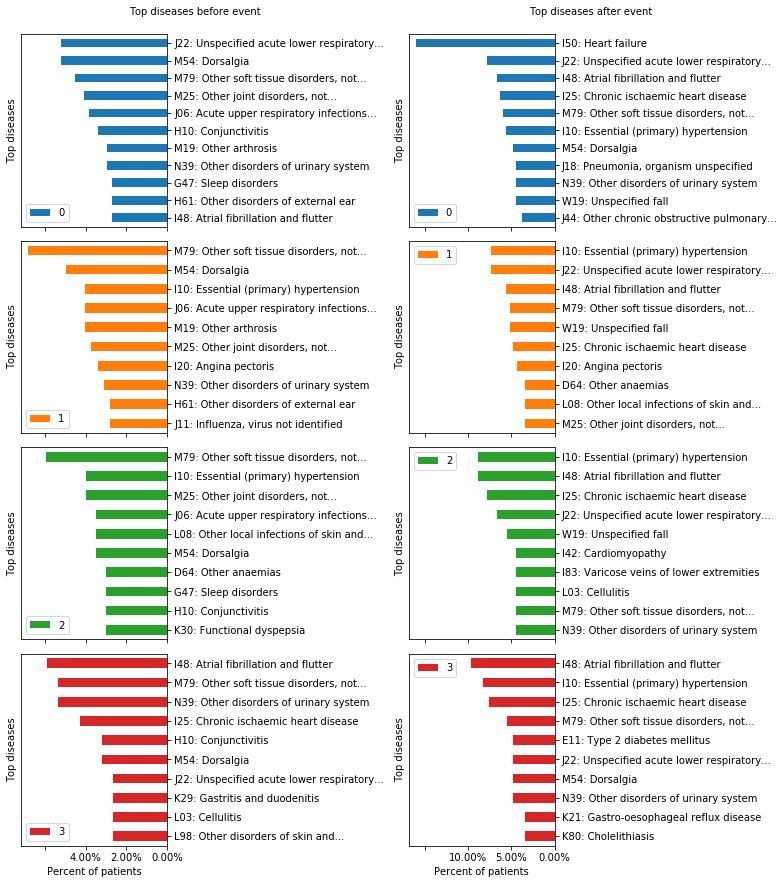 Top diseases before event
Top diseases
J22: Unspecified acute lower respiratory...
M54: Dorsalgia
M79: Other soft tissue disorders, not...
M25: Other joint disorders, not...
J06: Acute upper respiratory infections...
H10: Conjunctivitis
M19: Other arthrosis
N39: Other disorders of urinary system
G47: Sleep disorders
H61: Other disorders of external ear
I48: Atrial fibrillation and flutter
0
Top diseases
M79: Other soft tissue disorders, not...
M54: Dorsalgia
I10: Essential (primary) hypertension
J06: Acute upper respiratory infections...
M19: Other arthrosis
M25: Other joint disorders, not...
I20: Angina pectoris
N39: Other disorders of urinary system
H61: Other disorders of external ear
J11: Influenza, virus not identified
1
Top diseases
M79: Other soft tissue disorders, not...
I10: Essential (primary) hypertension
M25: Other joint disorders, not...
J06: Acute upper respiratory infections...
L08: Other local infections of skin and...
M54: Dorsalgia
D64: Other anaemias
G47: Sleep disorders
H10: Conjunctivitis
K30: Functional dyspepsia
2
Top diseases
I48: Atrial fibrillation and flutter
M79: Other soft tissue disorders, not...
N39: Other disorders of urinary system
I25: Chronic ischaemic heart disease
H10: Conjunctivitis
M54: Dorsalgia
J22: Unspecified acute lower respiratory...
K29: Gastritis and duodenitis
L03: Cellulitis
L98: Other disorders of skin and...
3
4.00% 2.00% 0.00%
Percent of patients
Top diseases after event
Top diseases
I50: Heart failure
J22: Unspecified acute lower respiratory...
I48: Atrial fibrillation and flutter
I25: Chronic ischaemic heart disease
M79: Other soft tissue disorders, not...
I10: Essential (primary) hypertension
M54: Dorsalgia
J18: Pneumonia, organism unspecified
N39: Other disorders of urinary system
W19: Unspecified fall
J44: Other chronic obstructive pulmonary...
0
Top diseases
1
I10: Essential (primary) hypertension
J22: Unspecified acute lower respiratory...
I48: Atrial fibrillation and flutter
M79: Other soft tissue disorders, not...
W19: Unspecified fall
I25: Chronic ischaemic heart disease
I20: Angina pectoris
D64: Other anaemias
L08: Other local infections of skin and...
M25: Other joint disorders, not...
Top diseases
2
I10: Essential (primary) hypertension
I48: Atrial fibrillation and flutter
I25: Chronic ischaemic heart disease
J22: Unspecified acute lower respiratory...
W19: Unspecified fall
I42: Cardiomyopathy
I83: Varicose veins of lower extremities
L03: Cellulitis
M79: Other soft tissue disorders, not...
N39: Other disorders of urinary system
Top diseases
3
I48: Atrial fibrillation and flutter
I10: Essential (primary) hypertension
I25: Chronic ischaemic heart disease
M79: Other soft tissue disorders, not...
E11: Type 2 diabetes mellitus
J22: Unspecified acute lower respiratory...
M54: Dorsalgia
N39: Other disorders of urinary system
K21: Gastro-oesophageal reflux disease
K80: Cholelithiasis
10.00% 5.00% 0.00%
Percent of patients